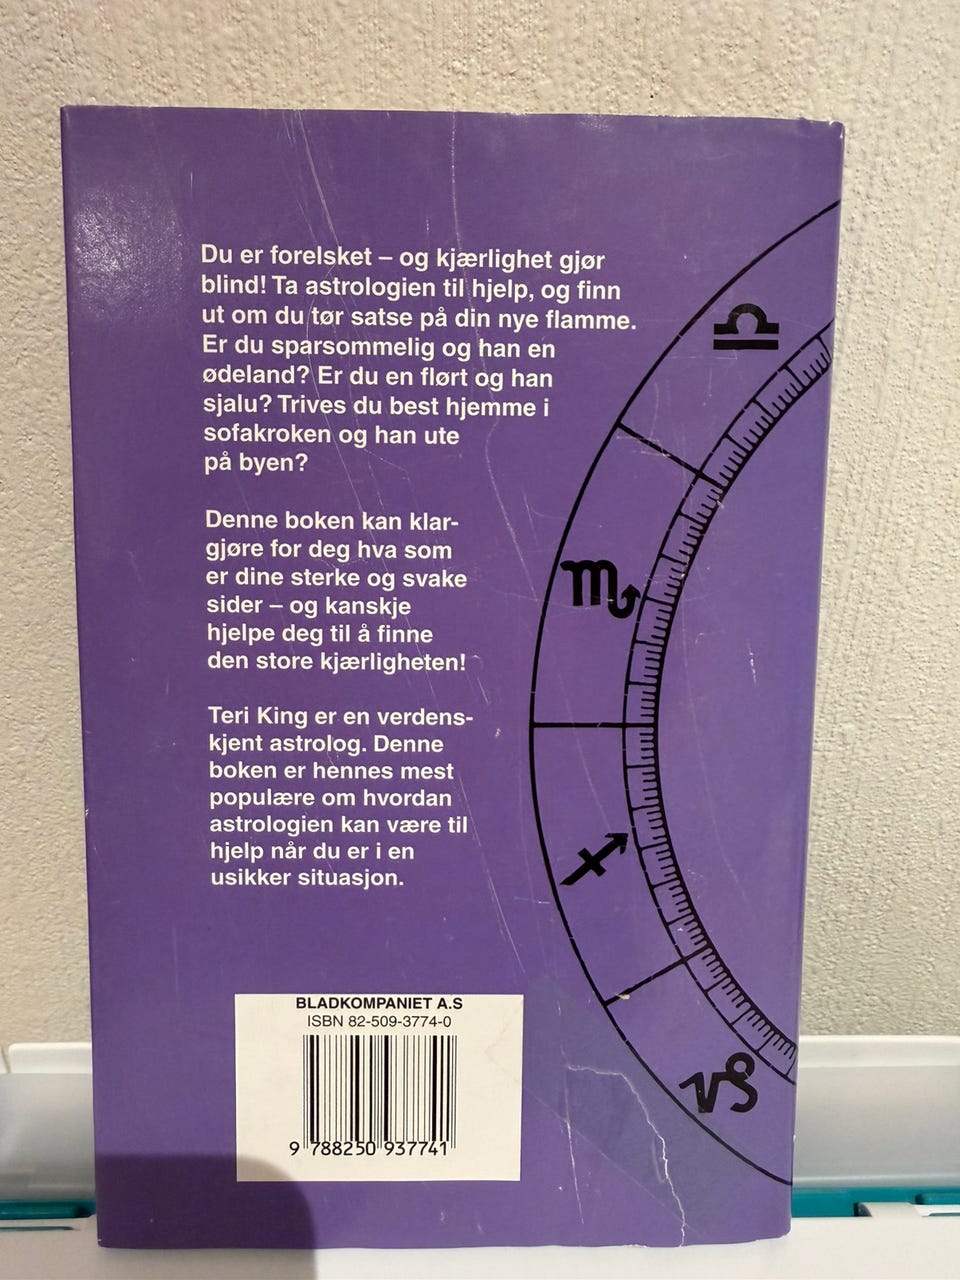 Du er forelsket – og kjærlighet gjør
blind! Ta astrologien til hjelp, og finn
ut om du tør satse på din nye flamme.
Er du sparsommelig og han en
ødeland? Er du en flørt og han
sjalu? Trives du best hjemme i
sofakroken og han ute
på byen?
Denne boken kan klar-
gjøre for deg hva som
er dine sterke og svake
sider – og kanskje
hjelpe deg til å finne
den store kjærligheten!
Teri King er en verdens-
kjent astrolog. Denne
boken er hennes mest
populære om hvordan
astrologien kan være til
hjelp når du er i en
usikker situasjon.
BLADKOMPANIET A.S
ISBN 82-509-3774-0
9 788250 937741